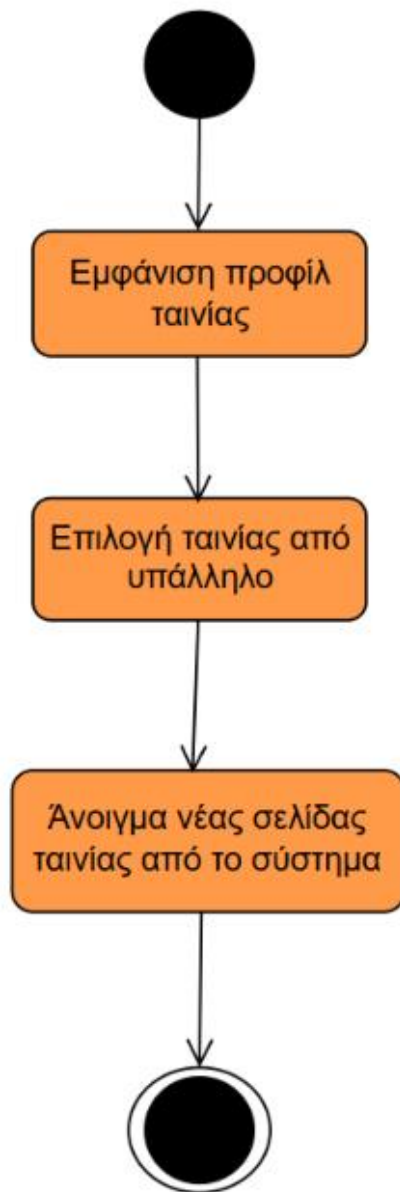 Εμφάνιση προφίλ
ταινίας
Επιλογή ταινίας από
υπάλληλο
Άνοιγμα νέας σελίδας
ταινίας από το σύστημα